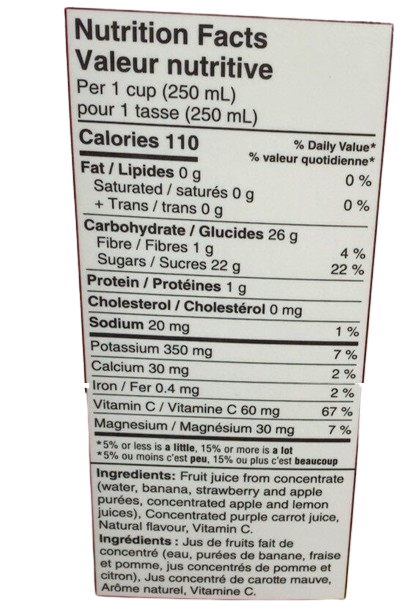 Nutrition Facts
Valeur nutritive
Per 1 cup (250 mL)
pour 1 tasse (250 mL)
Calories 110
% Daily Value*
% valeur quotidienne*
Fat / Lipides 0 g 0 %
Saturated / saturés 0 g
+ Trans / trans 0 g 0 %
Carbohydrate / Glucides 26 g
Fibre / Fibres 1 g 4 %
Sugars / Sucres 22 g 22 %
Protein / Protéines 1 g
Cholesterol / Cholestérol 0 mg
Sodium 20 mg 1 %
Potassium 350 mg 7 %
Calcium 30 mg 2 %
Iron / Fer 0.4 mg 2 %
Vitamin C / Vitamine C 60 mg 67 %
Magnesium / Magnésium 30 mg 7 %
*5% or less is a little, 15% or more is a lot
*5% ou moins c'est peu, 15% ou plus c'est beaucoup
Ingredients: Fruit juice from concentrate
(water, banana, strawberry and apple
purées, concentrated apple and lemon
juices), Concentrated purple carrot juice,
Natural flavour, Vitamin C.
Ingrédients : Jus de fruits fait de
concentré (eau, purées de banane, fraise
et pomme, jus concentrés de pomme et
citron), Jus concentré de carotte mauve,
Arôme naturel, Vitamine C.